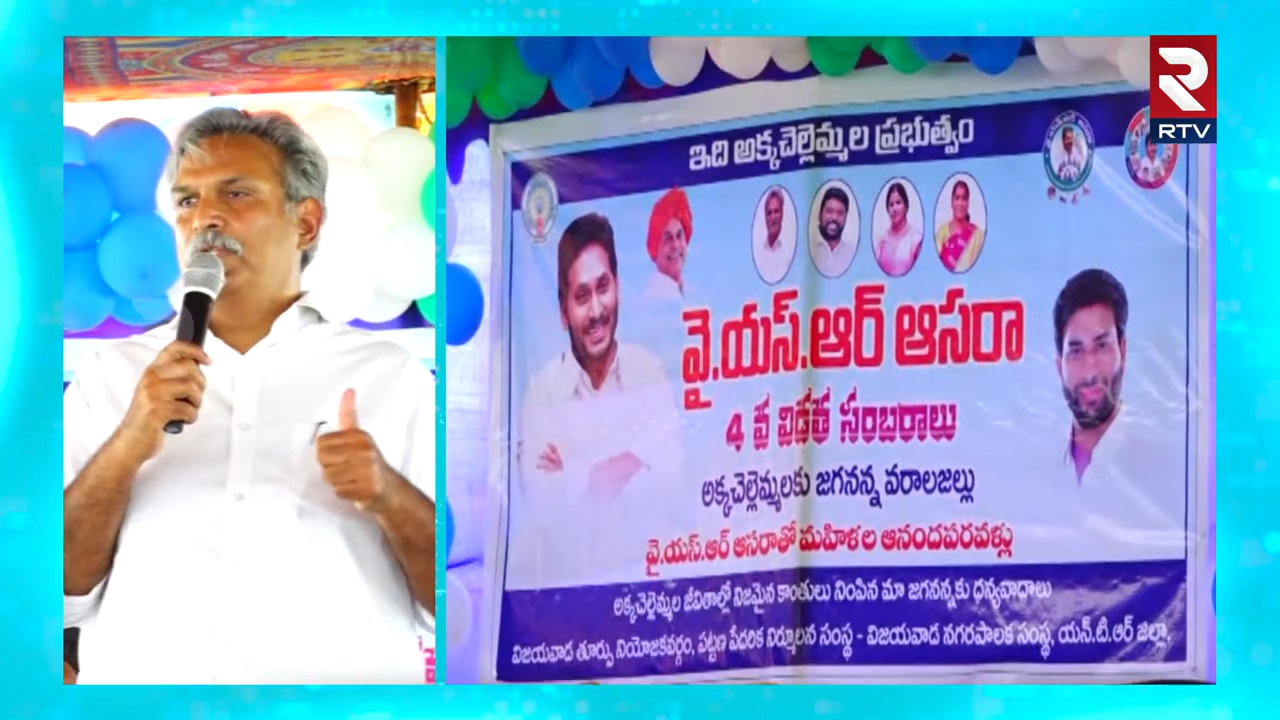 RTV
ఇది అక్కచెల్లెమ్మల ప్రభుత్వం
వై.యస్.ఆర్ ఆసరా
4 వ విడత సంబరాలు
అక్కచెల్లెమ్మలకు జగనన్న వరాలజల్లు
వై.యస్.ఆర్ ఆసరాతో మహిళల ఆనందపరవళ్లు
అక్కచెల్లెమ్మల జీవితాల్లో నిజమైన కాంతులు నింపిన మా జగనన్నకు ధన్యవాదాలు
విజయవాడ తూర్పు నియోజకవర్గం, పట్టణ పేదరిక నిర్మూలన సంస్థ - విజయవాడ నగరపాలక సంస్థ, యన్.టి.ఆర్ జిల్లా,